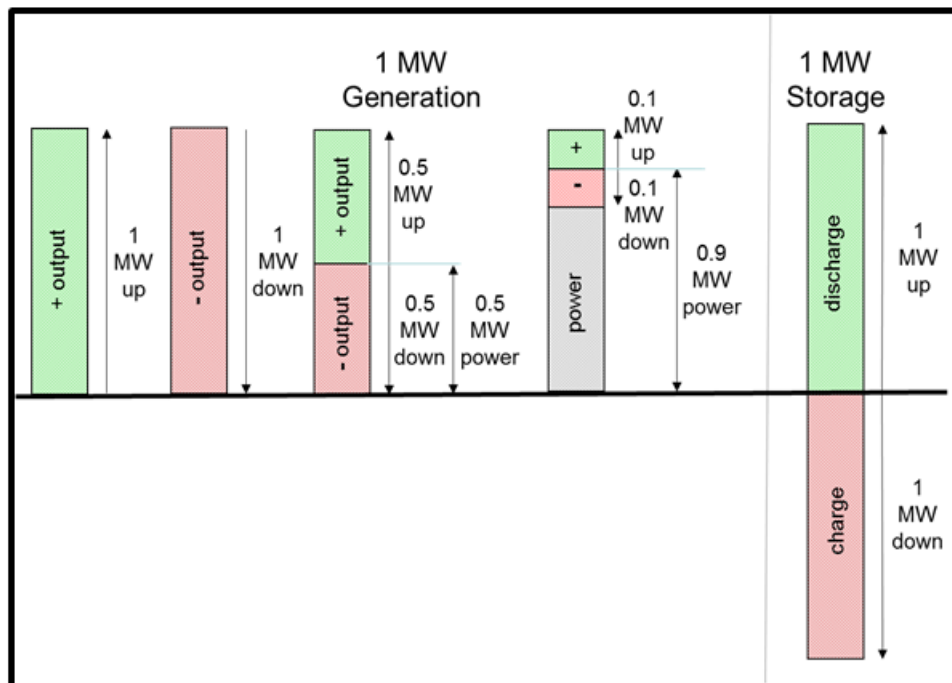 1 MW
Generation
1 MW
Storage
+ output
1
MW
up
- output
1
MW
down
+ output
- output
0.5
MW
up
0.5
MW
down
0.5
MW
power
+
-
power
0.1
MW
up
0.1
MW
down
0.9
MW
power
discharge
charge
1
MW
up
1
MW
down